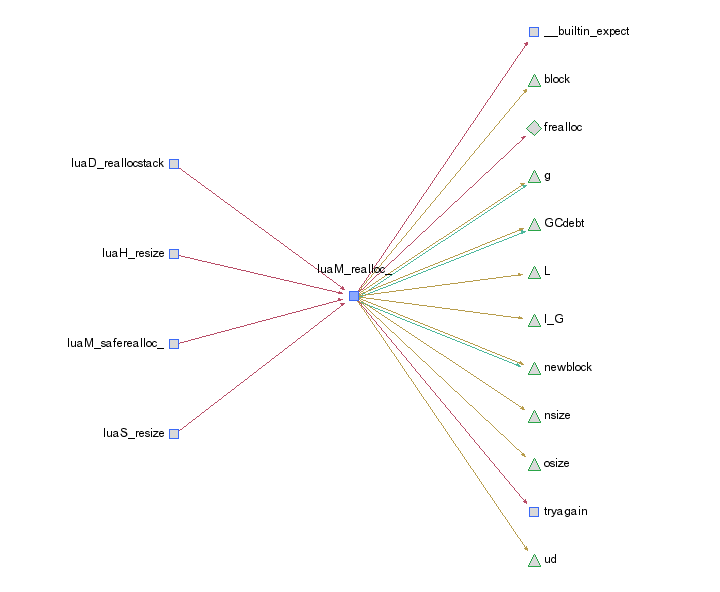 luaD_reallocstack
luaH_resize
luaM_saferealloc_
luaS_resize
luaM_realloc_
__builtin_expect
block
frealloc
g
GCdebt
L
l_G
newblock
nsize
osize
tryagain
ud